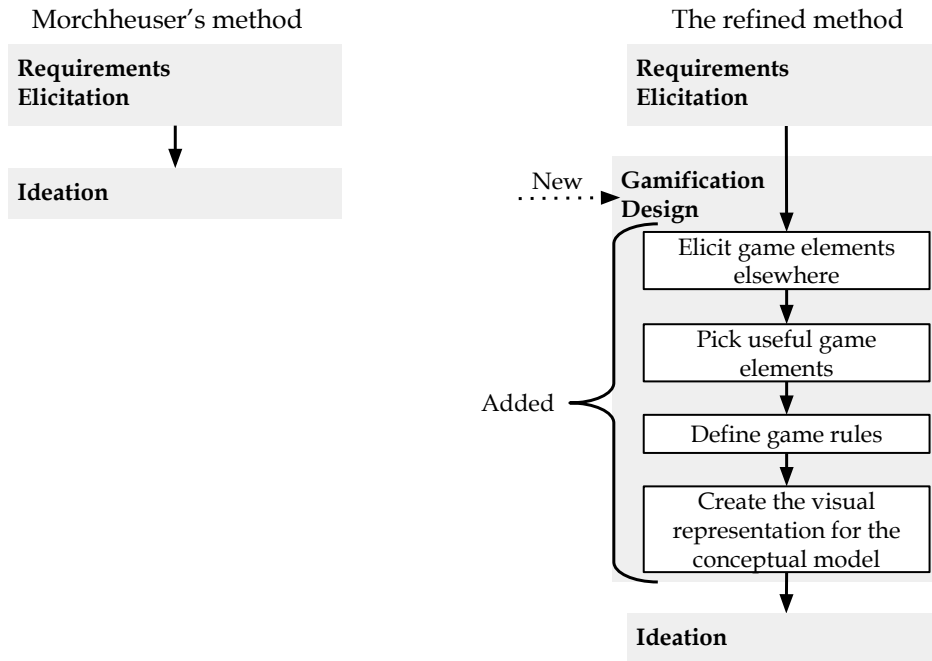 Morchheuser's method
Requirements
Elicitation
Ideation
The refined method
Requirements
Elicitation
New
Gamification
Design
Added
Elicit game elements
elsewhere
Pick useful game
elements
Define game rules
Create the visual
representation for the
conceptual model
Ideation